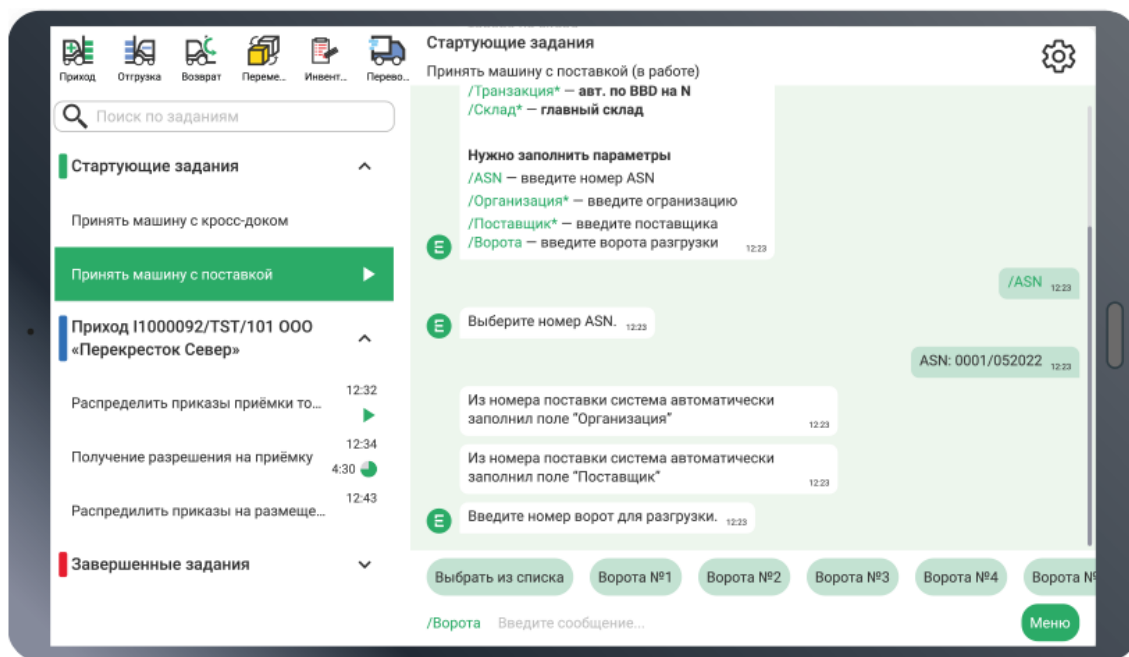 Приход Отгрузка Возврат Переме... Инвент... Перево...
Поиск по заданиям
Стартующие задания
Принять машину с кросс-доком
Принять машину с поставкой
Приход I1000092/TST/101 ООО
«Перекресток Север»
12:32
Распределить приказы приёмки то...
12:34
Получение разрешения на приёмку
4:30
12:43
Распредилить приказы на размеще...
Завершенные задания
Стартующие задания
Принять машину с поставкой (в работе)
/Транзакция* — авт. по BBD на N
/Склад* — главный склад
Нужно заполнить параметры
/ASN — введите номер ASN
/Организация* — введите огранизацию
/Поставщик* — введите поставщика
/Ворота — введите ворота разгрузки 12:23
E
/ASN 12:23
E
Выберите номер ASN. 12:23
ASN: 0001/052022 12:23
Из номера поставки система автоматически
заполнил поле “Организация” 12:23
Из номера поставки система автоматически
заполнил поле “Поставщик” 12:23
E
Введите номер ворот для разгрузки. 12:23
Выбрать из списка Ворота №1 Ворота №2 Ворота №3 Ворота №4 Ворота №
/Ворота Введите сообщение...
Меню